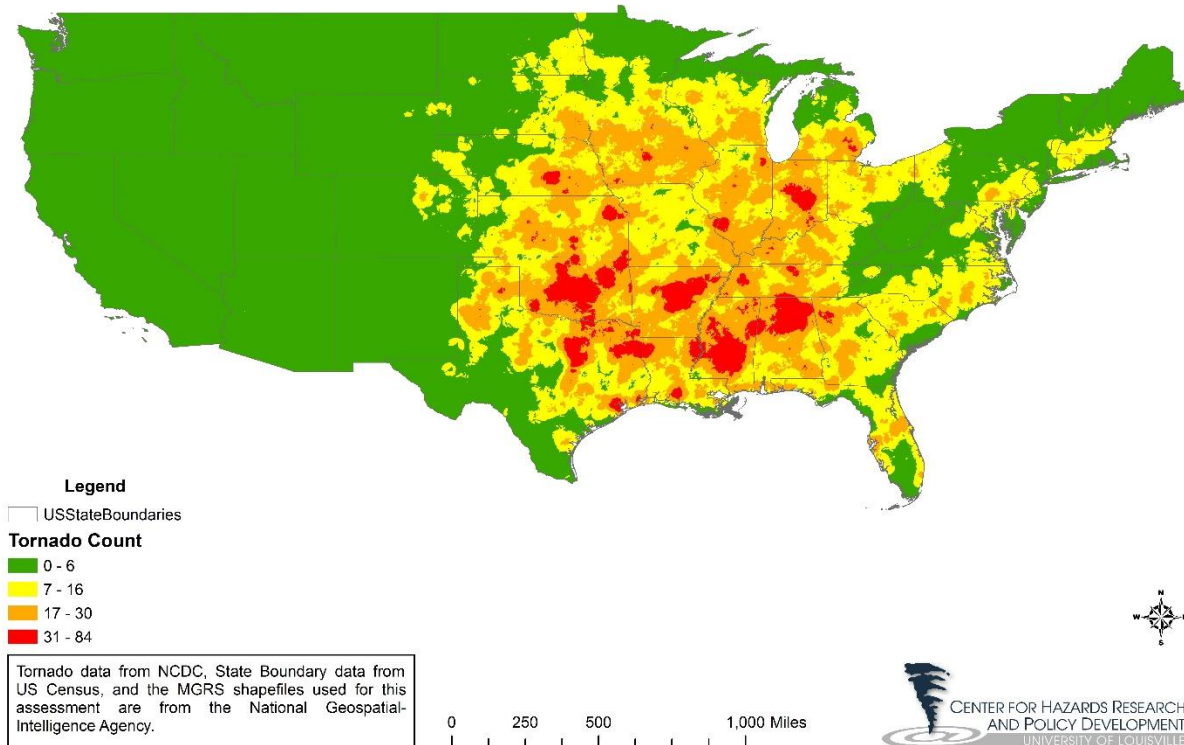 Legend
USStateBoundaries
Tornado Count
0 - 6
7 - 16
17 - 30
31 - 84
Tornado data from NCDC, State Boundary data from
US Census, and the MGRS shapefiles used for this
assessment are from the National Geospatial-
Intelligence Agency.
0 250 500 1,000 Miles
N
W
S
CENTER FOR HAZARDS RESEARCH
AND POLICY DEVELOPMENT
UNIVERSITY OF LOUISVILLE